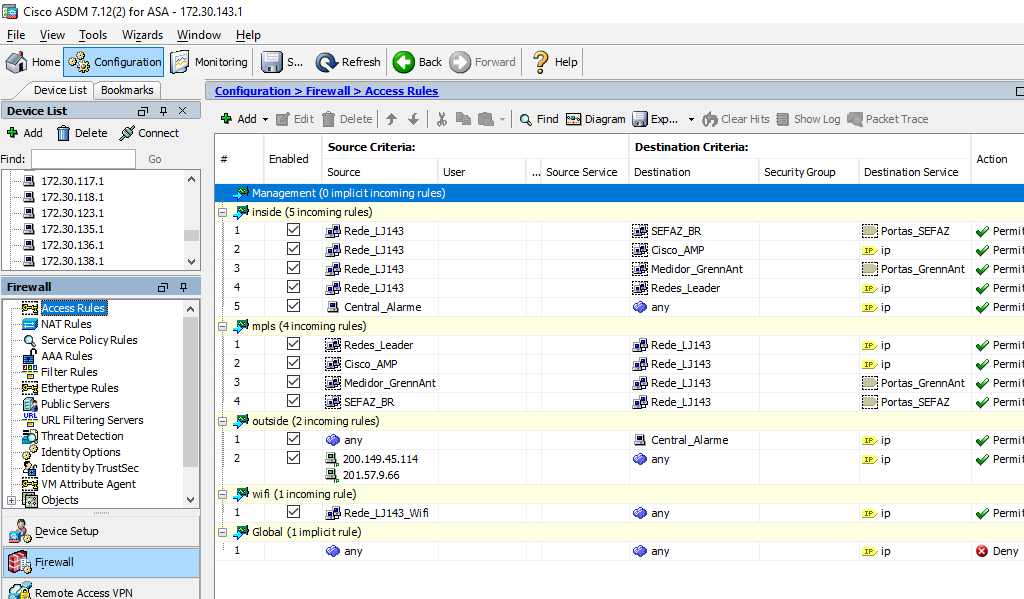 Cisco ASDM 7.12(2) for ASA - 172.30.143.1
File View Tools Wizards Window Help
Home Configuration Monitoring S... Refresh Back Forward Help
Device List Bookmarks
Configuration > Firewall > Access Rules
Device List
Add Delete Connect
Find: Go
172.30.117.1
172.30.118.1
172.30.123.1
172.30.135.1
172.30.136.1
172.30.138.1
Firewall
Access Rules
NAT Rules
Service Policy Rules
AAA Rules
Filter Rules
Ethertype Rules
Public Servers
URL URL Filtering Servers
Threat Detection
Identity Options
Identity by TrustSec
VM Attribute Agent
Objects
Device Setup
Firewall
Remote Access VPN
Add Edit Delete Find Diagram Exp... Clear Hits Show Log Packet Trace
# Enabled Source Criteria: Destination Criteria: Action
Source User ... Source Service Destination Security Group Destination Service
Management (0 implicit incoming rules)
inside (5 incoming rules)
1 Rede_LJ143 SEFAZ_BR Portas_SEFAZ Permit
2 Rede_LJ143 Cisco_AMP IP ip Permit
3 Rede_LJ143 Medidor_GrennAnt Portas_GrennAnt Permit
4 Rede_LJ143 Redes_Leader IP ip Permit
5 Central_Alarme any IP ip Permit
mpls (4 incoming rules)
1 Redes_Leader Rede_LJ143 IP ip Permit
2 Cisco_AMP Rede_LJ143 IP ip Permit
3 Medidor_GrennAnt Rede_LJ143 Portas_GrennAnt Permit
4 SEFAZ_BR Rede_LJ143 Portas_SEFAZ Permit
outside (2 incoming rules)
1 any Central_Alarme IP ip Permit
2 200.149.45.114 any IP ip Permit
201.57.9.66
wifi (1 incoming rule)
1 Rede_LJ143_Wifi any IP ip Permit
Global (1 implicit rule)
1 any any IP ip Deny